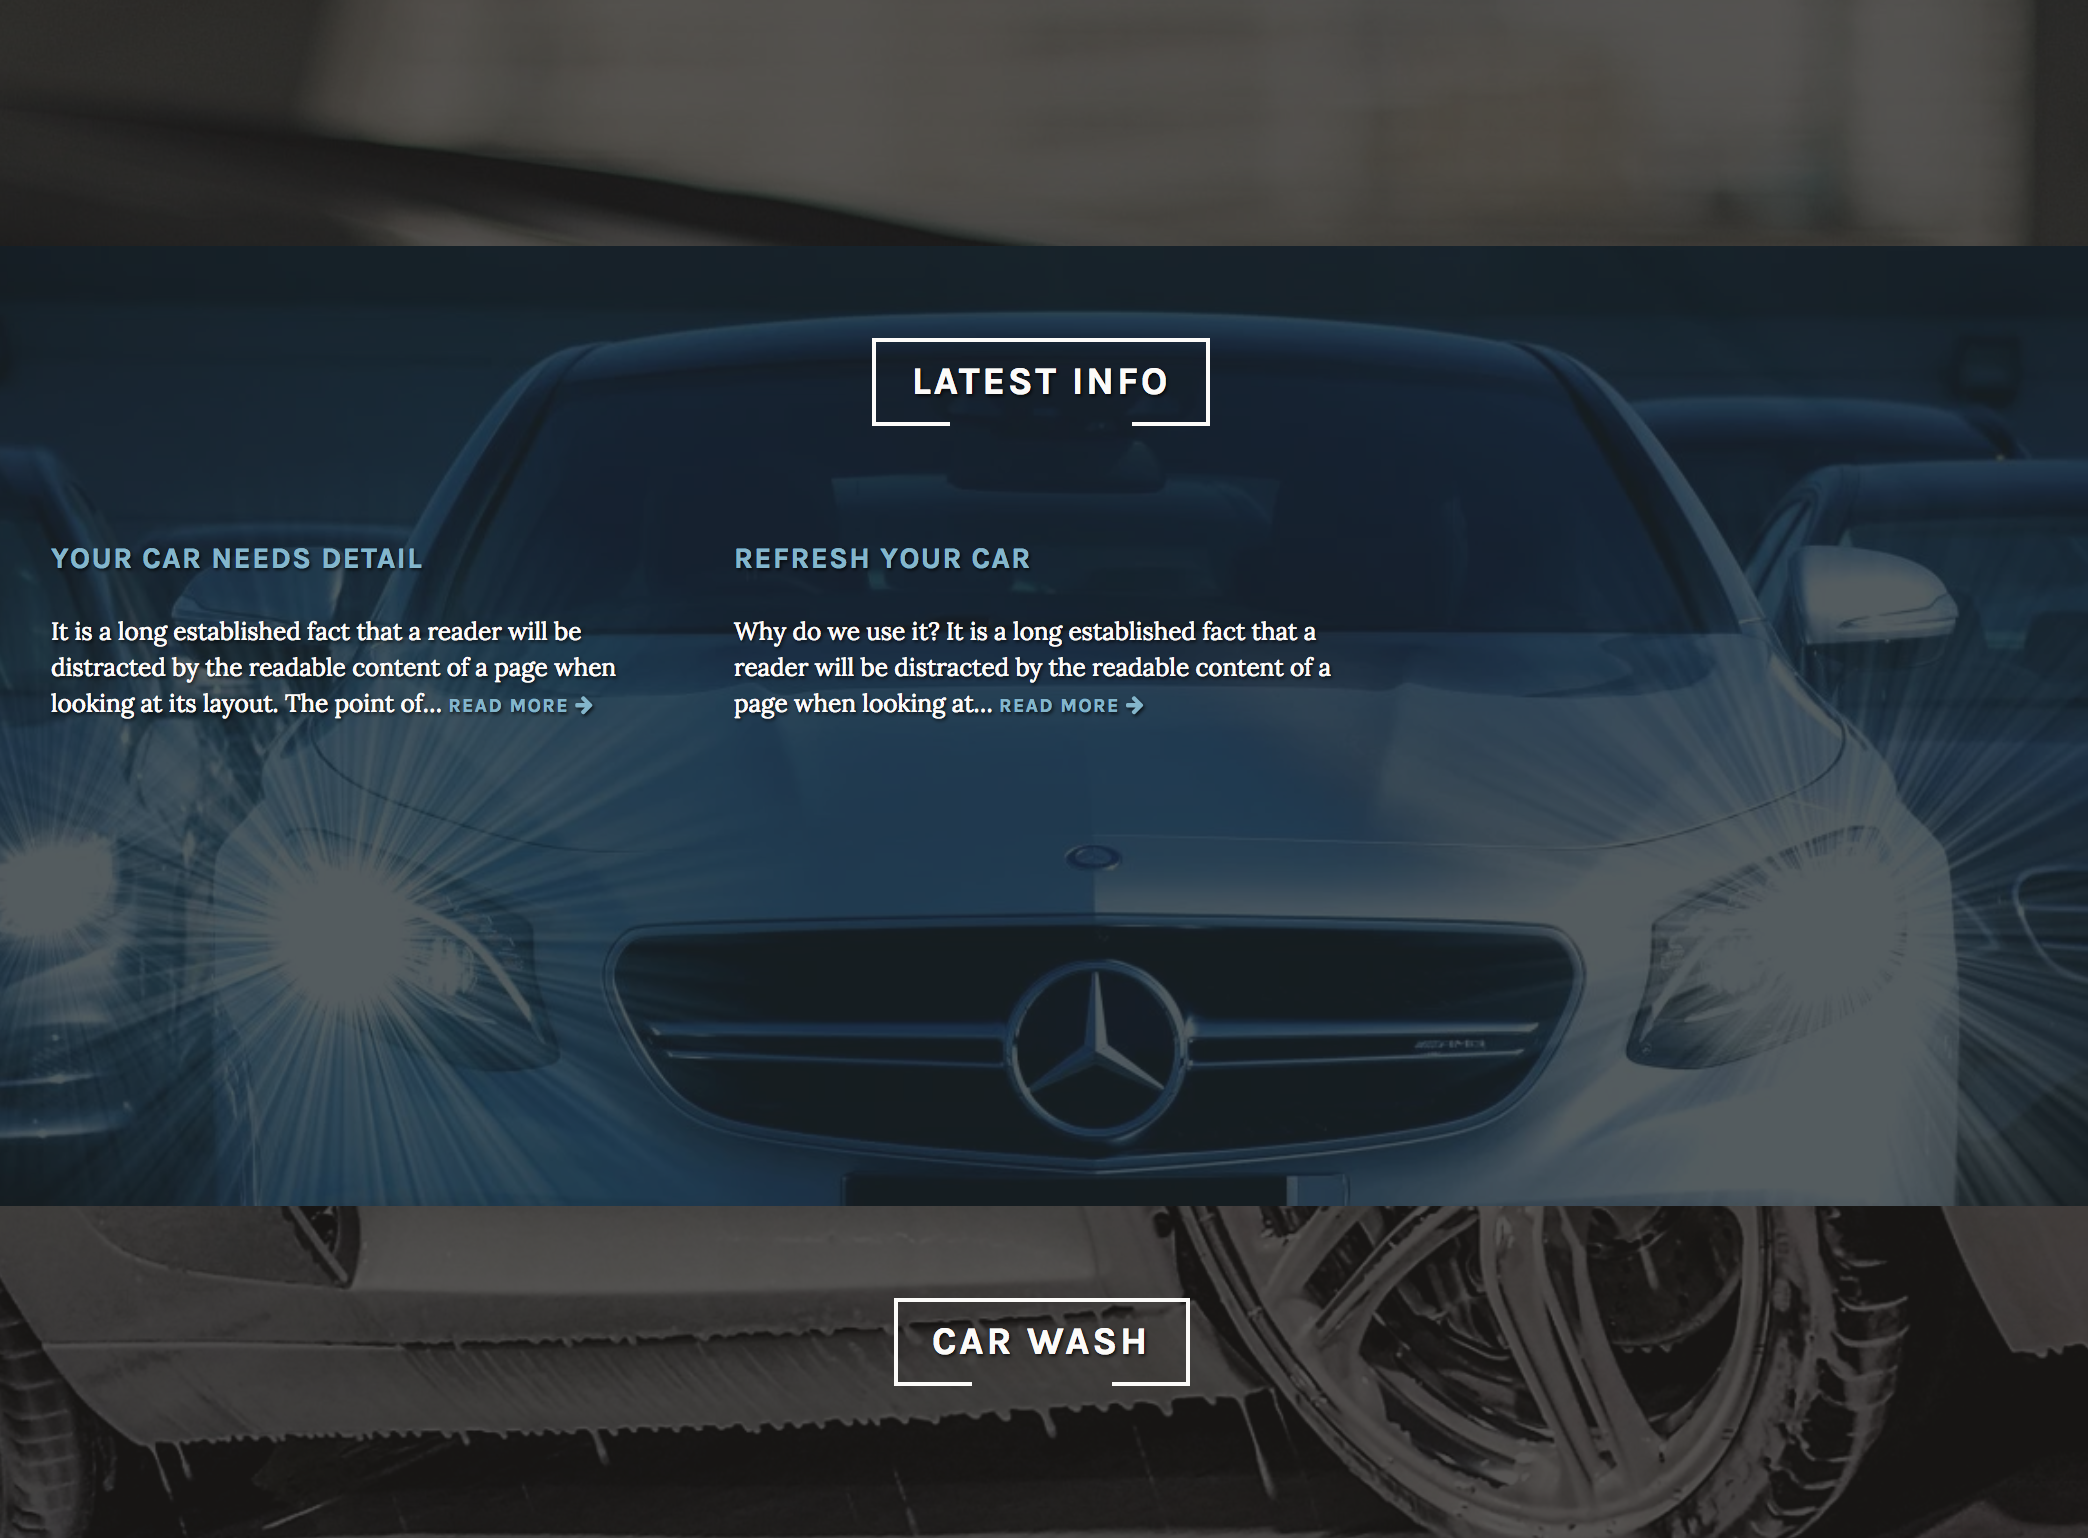 LATEST INFO
YOUR CAR NEEDS DETAIL
It is a long established fact that a reader will be
distracted by the readable content of a page when
looking at its layout. The point of... READ MORE
REFRESH YOUR CAR
Why do we use it? It is a long established fact that a
reader will be distracted by the readable content of a
page when looking at... READ MORE
AMG
CAR WASH